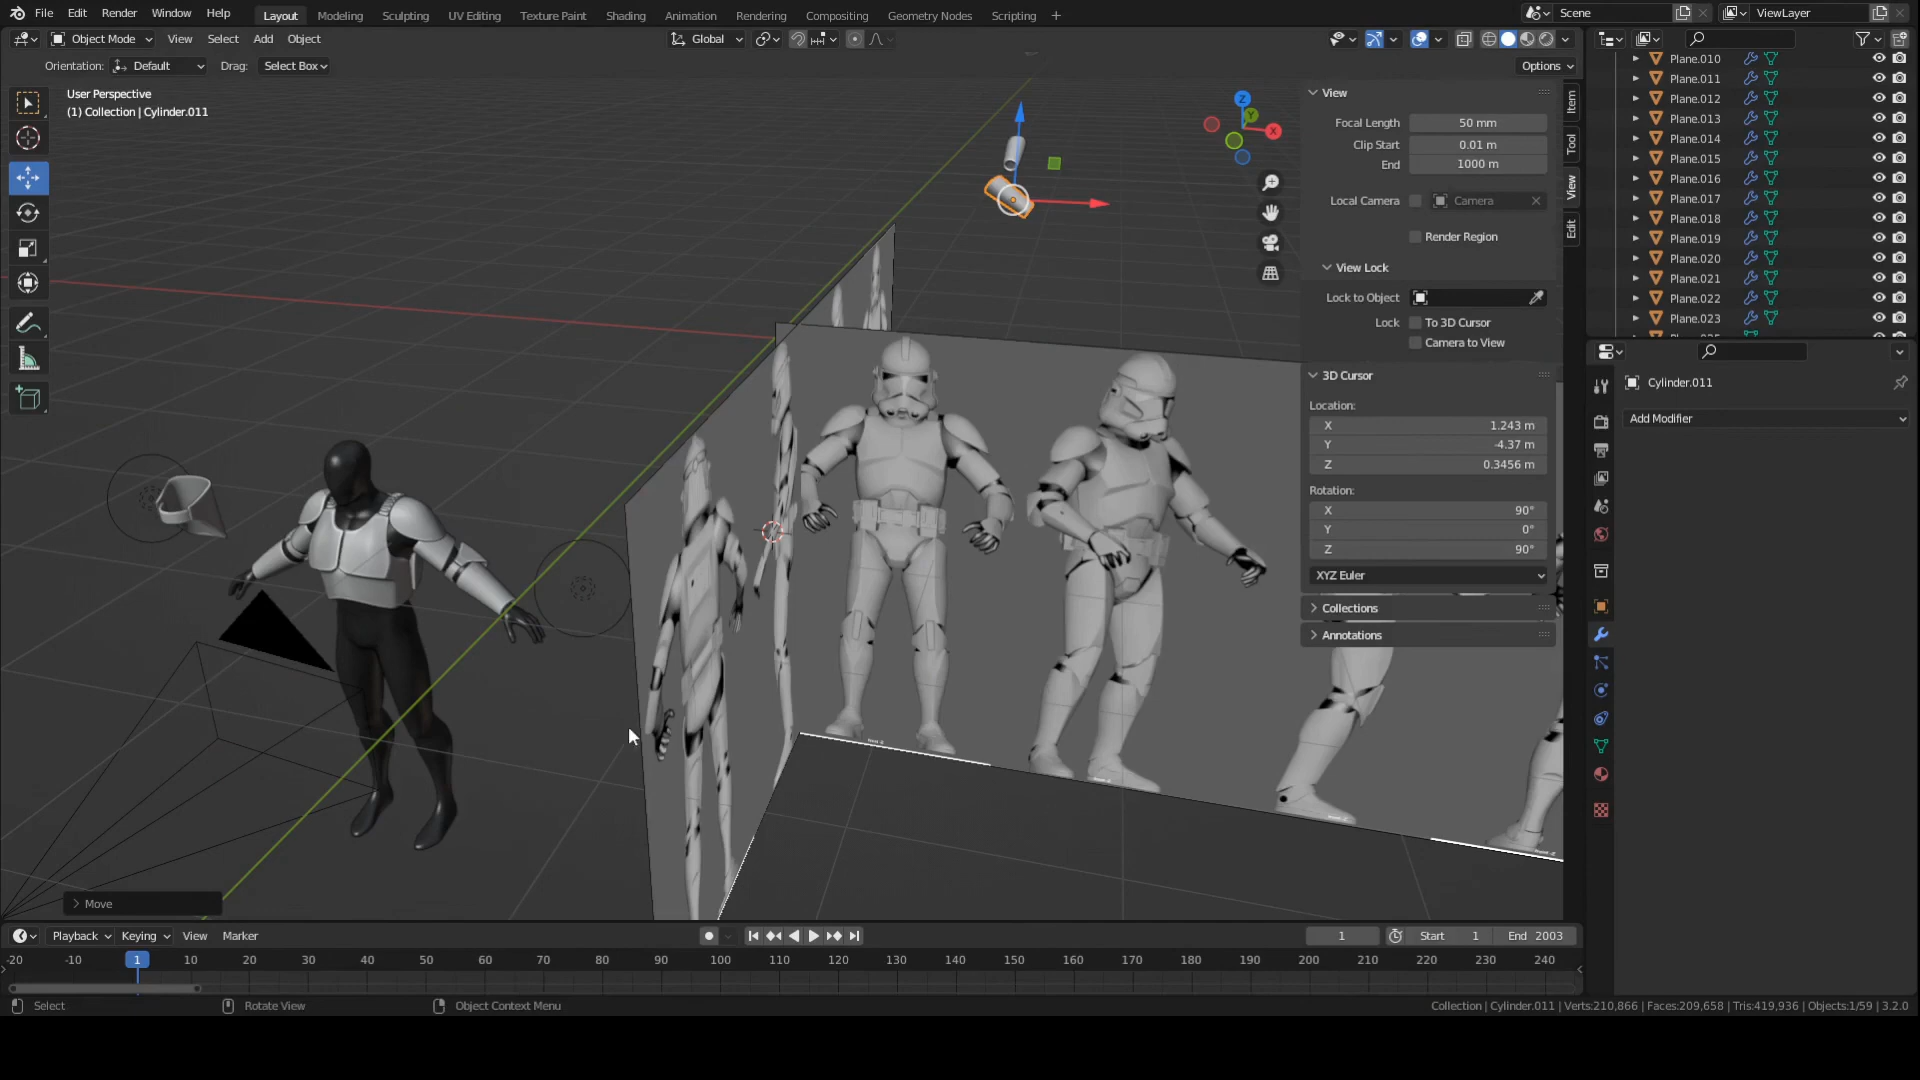 File Edit Render Window Help Layout Modeling Sculpting UV Editing Texture Paint Shading Animation Rendering Compositing Geometry Nodes Scripting + Scene ViewLayer
Object Mode View Select Add Object Global
Orientation: Default Drag: Select Box Options
User Perspective
(1) Collection | Cylinder.011
Z
Y
X
View
Focal Length 50 mm
Clip Start 0.01 m
End 1000 m
Local Camera Camera
Render Region
View Lock
Lock to Object
Lock To 3D Cursor
Camera to View
3D Cursor
Location:
X 1.243 m
Y -4.37 m
Z 0.3456 m
Rotation:
X 90°
Y 0°
Z 90°
XYZ Euler
Collections
Annotations
Item
Tool
View
Edit
Plane.010
Plane.011
Plane.012
Plane.013
Plane.014
Plane.015
Plane.016
Plane.017
Plane.018
Plane.019
Plane.020
Plane.021
Plane.022
Plane.023
Cylinder.011
Add Modifier
Move
Playback Keying View Marker 1 Start 1 End 2003
-20 -10 1 10 20 30 40 50 60 70 80 90 100 110 120 130 140 150 160 170 180 190 200 210 220 230 240
Select Rotate View Object Context Menu Collection | Cylinder.011 | Verts:210,866 | Faces:209,658 | Tris:419,936 | Objects:1/59 | 3.2.0